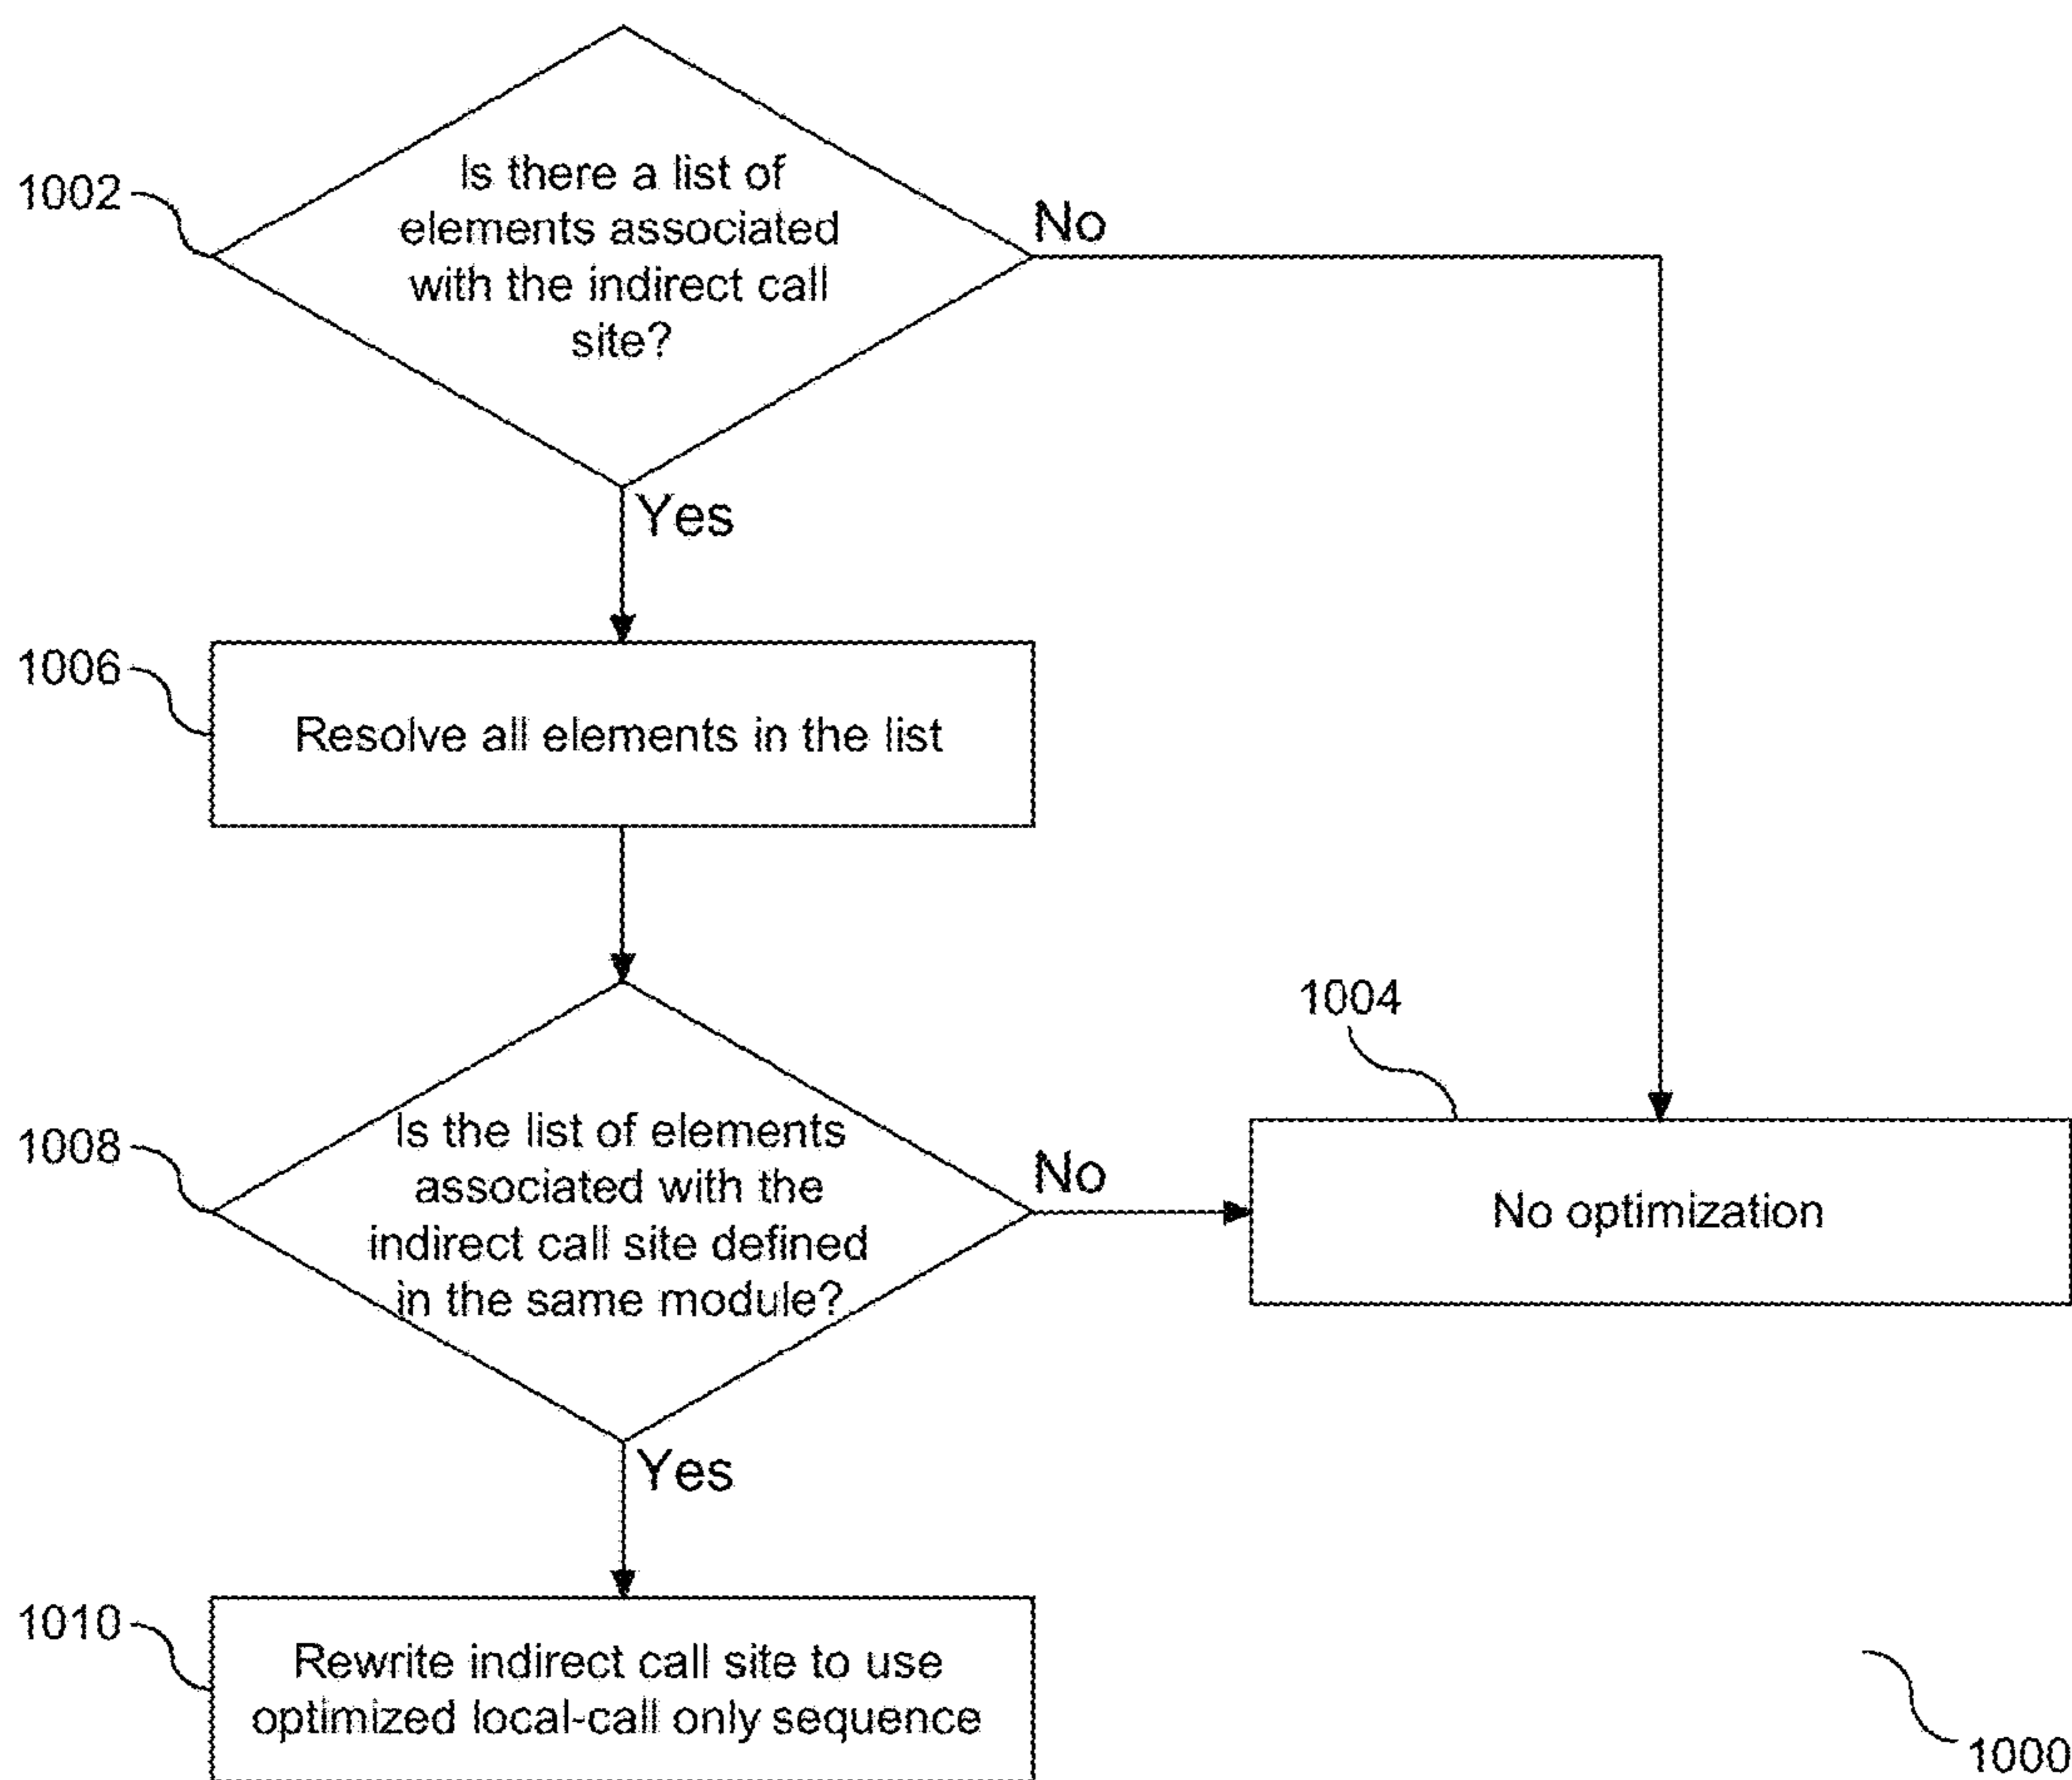 1002
Is there a list of
elements associated
with the indirect call
site?
No
Yes
1006
Resolve all elements in the list
1004
1008
Is the list of elements
associated with the
indirect call site defined
in the same module?
No
No optimization
Yes
1010
Rewrite indirect call site to use
optimized local-call only sequence
1000